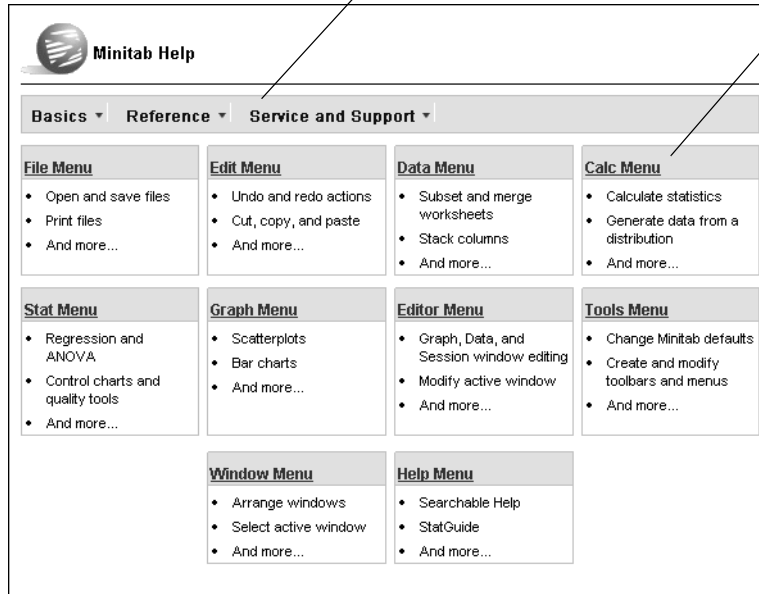 Minitab Help
Basics Reference Service and Support
File Menu
• Open and save files
• Print files
• And more...
Edit Menu
• Undo and redo actions
• Cut, copy, and paste
• And more...
Data Menu
• Subset and merge
worksheets
• Stack columns
• And more...
Calc Menu
• Calculate statistics
• Generate data from a
distribution
• And more...
Stat Menu
• Regression and
ANOVA
• Control charts and
quality tools
• And more...
Graph Menu
• Scatterplots
• Bar charts
• And more...
Editor Menu
• Graph, Data, and
Session window editing
• Modify active window
• And more...
Tools Menu
• Change Minitab defaults
• Create and modify
toolbars and menus
• And more...
Window Menu
• Arrange windows
• Select active window
• And more...
Help Menu
• Searchable Help
• StatGuide
• And more...